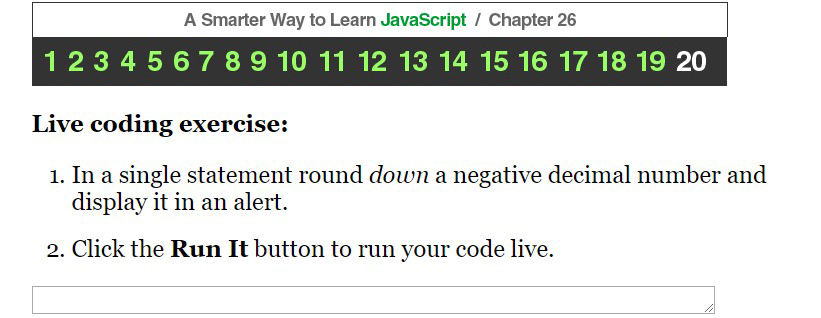 A Smarter Way to Learn JavaScript / Chapter 26
1 2 3 4 5 6 7 8 9 10 11 12 13 14 15 16 17 18 19 20
Live coding exercise:
1. In a single statement round down a negative decimal number and
display it in an alert.
2. Click the Run It button to run your code live.